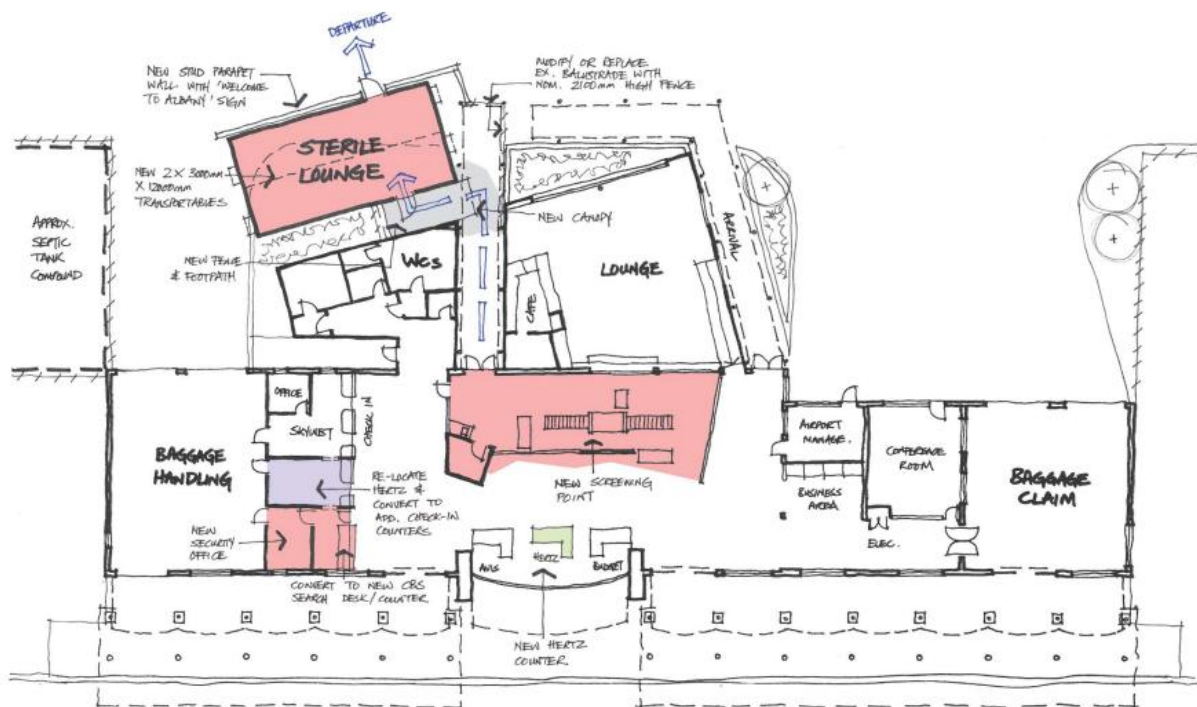 DEPARTURE
NEW STUD PARAPET
WALL WITH 'WELCOME
TO ALBANY' SIGN
MODIFY OR REPLACE
EX. BALUSTRADE WITH
NOM. 2100mm HIGH FENCE
STERILE
LOUNGE
NEW 2 X 3000mm
X 12000mm
TRANSPORTABLES
APPROX.
SEPTIC
TANK
COMPOUND
NEW CANOPY
ARRIVAL
NEW FENCE
& FOOTPATH
WCs
LOUNGE
CAFE
OFFICE
SKYWEST
CHECK IN
BAGGAGE
HANDLING
RE-LOCATE
HERTZ &
CONVERT TO
ADD. CHECK-IN
COUNTERS
NEW
SECURITY
OFFICE
CONVERT TO NEW CBS
SEARCH DESK/COUNTER
NEW SCREENING
POINT
AIRPORT
MANAGE.
CONFERENCE
ROOM
BUSINESS
AREA
ELEC.
BAGGAGE
CLAIM
AVIS
HERTZ
BUDGET
NEW HERTZ
COUNTER